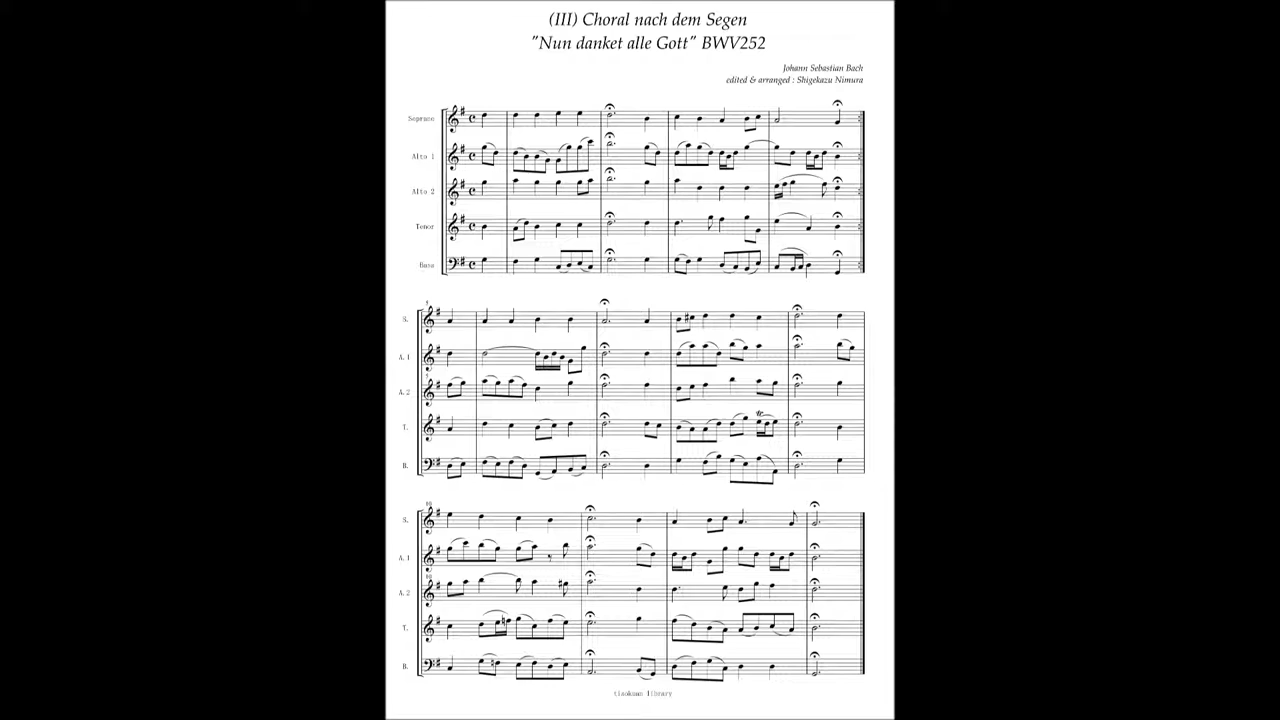 (III) Choral nach dem Segen
"Nun danket alle Gott" BWV252
Johann Sebastian Bach
edited & arranged : Shigekazu Nimura
Soprano
Alto 1
Alto 2
Tenor
Bass
S.
A.1
A.2
T.
B.
S.
A.1
A.2
T.
B.
tiaokuan library